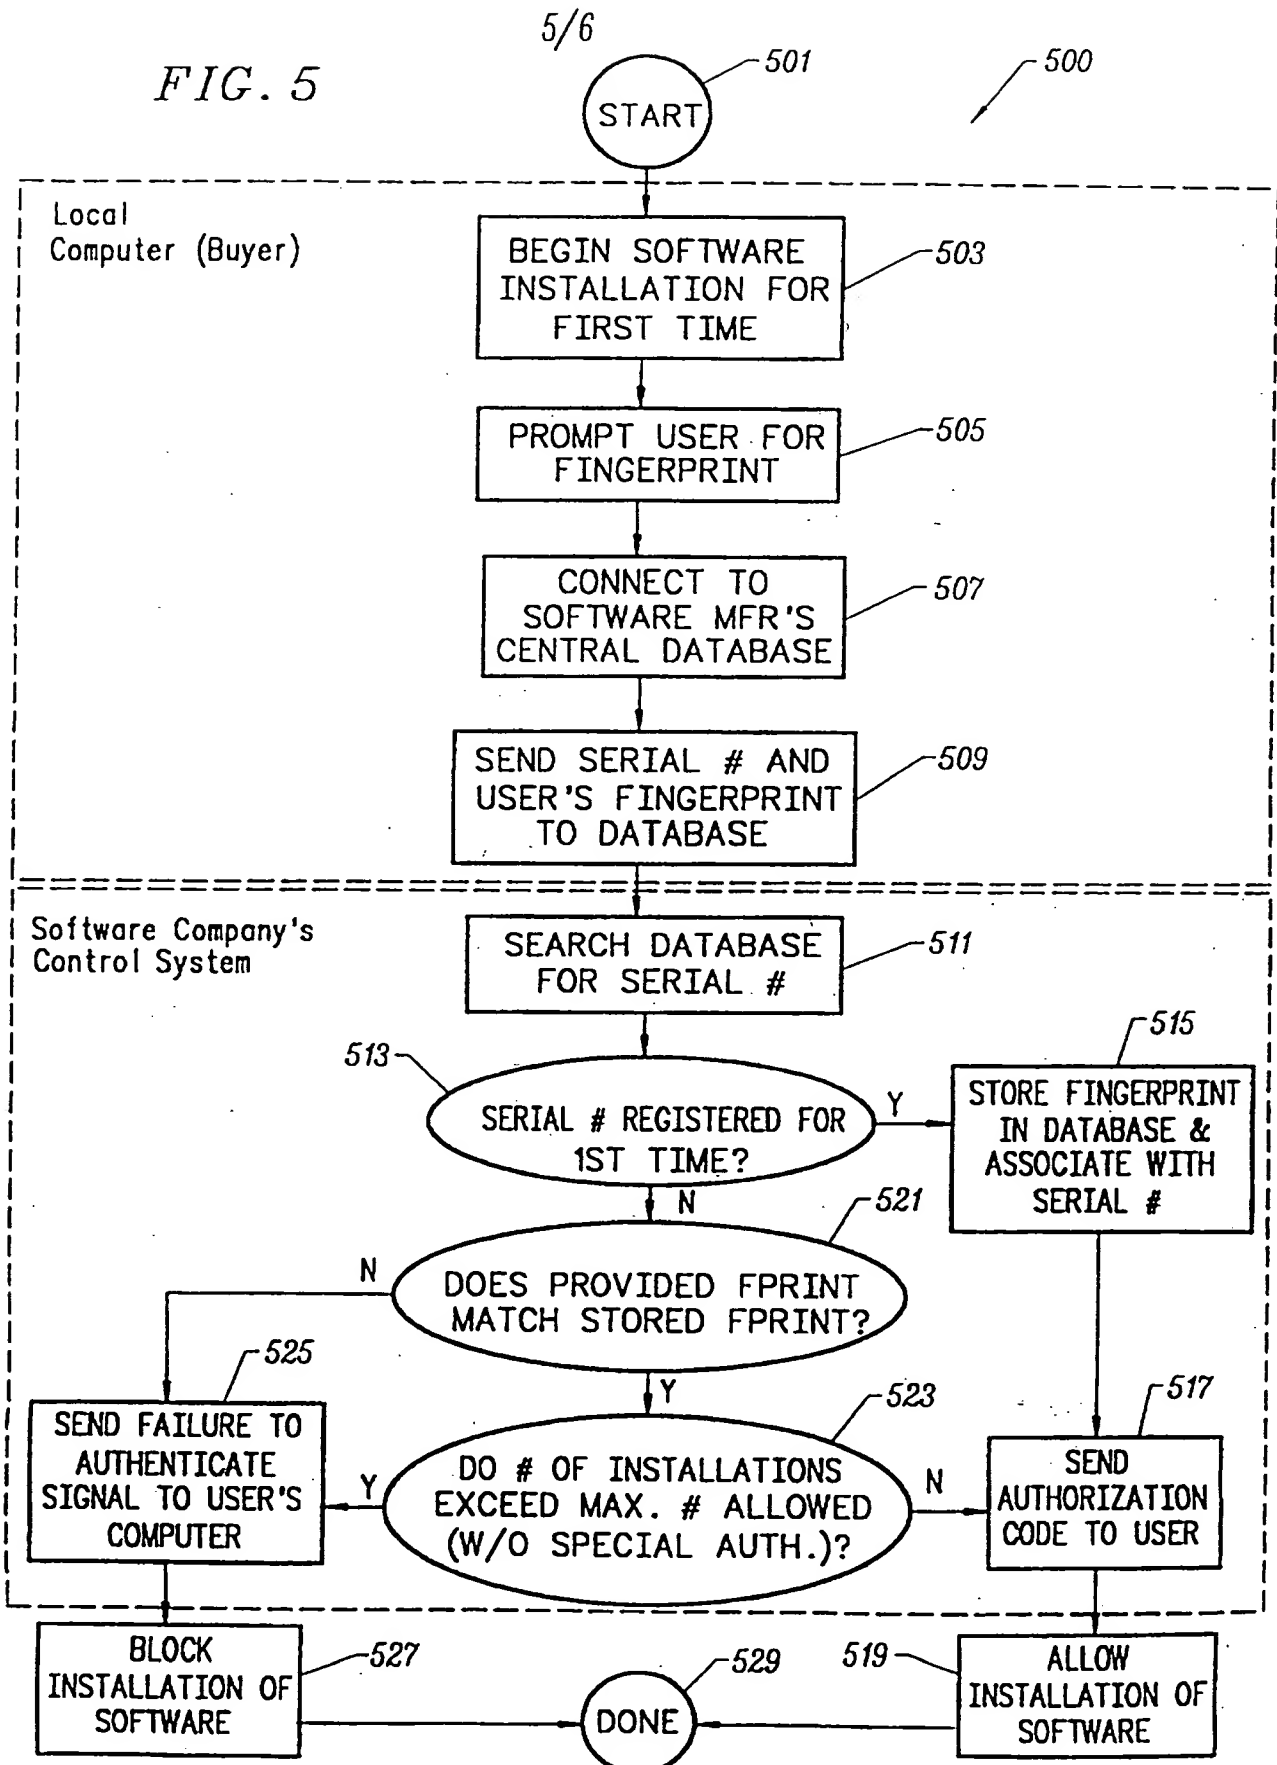 5/6
FIG. 5
START
501
500
Local
Computer (Buyer)
BEGIN SOFTWARE
INSTALLATION FOR
FIRST TIME
503
PROMPT USER FOR
FINGERPRINT
505
CONNECT TO
SOFTWARE MFR'S
CENTRAL DATABASE
507
SEND SERIAL # AND
USER'S FINGERPRINT
TO DATABASE
509
Software Company's
Control System
SEARCH DATABASE
FOR SERIAL #
511
513
SERIAL # REGISTERED FOR
1ST TIME?
Y
N
515
STORE FINGERPRINT
IN DATABASE &
ASSOCIATE WITH
SERIAL #
521
DOES PROVIDED FPRINT
MATCH STORED FPRINT?
N
Y
525
SEND FAILURE TO
AUTHENTICATE
SIGNAL TO USER'S
COMPUTER
523
DO # OF INSTALLATIONS
EXCEED MAX. # ALLOWED
(W/O SPECIAL AUTH.)?
Y
N
517
SEND
AUTHORIZATION
CODE TO USER
BLOCK
INSTALLATION OF
SOFTWARE
527
DONE
529
519
ALLOW
INSTALLATION OF
SOFTWARE